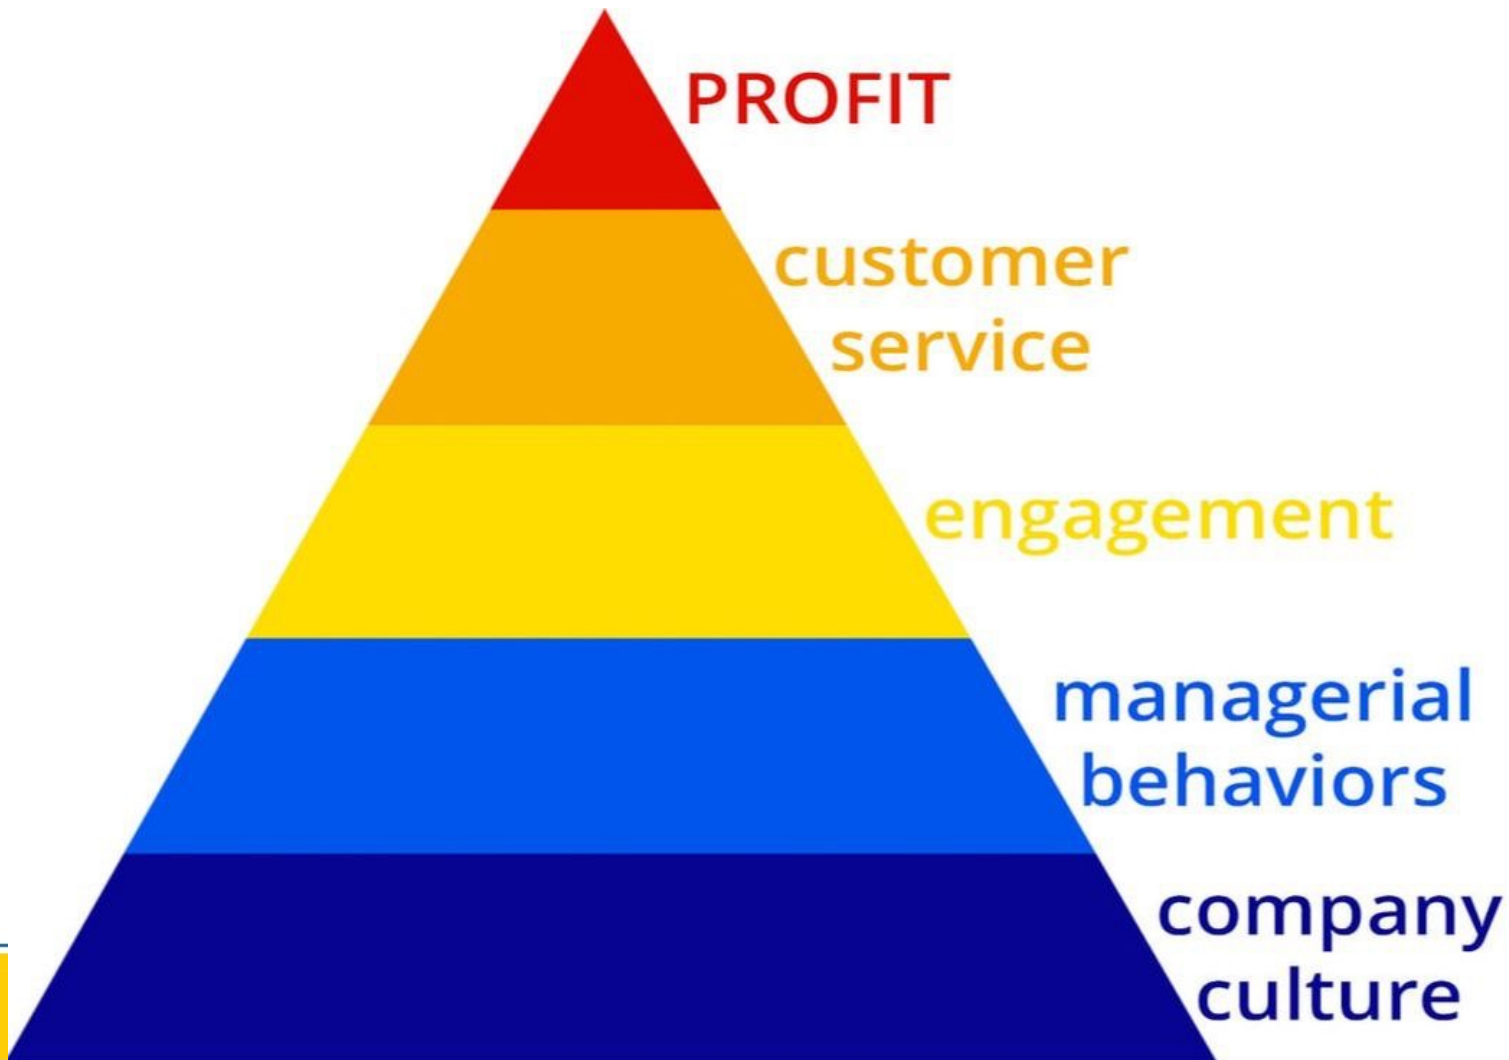 PROFIT
customer
service
engagement
managerial
behaviors
company
culture